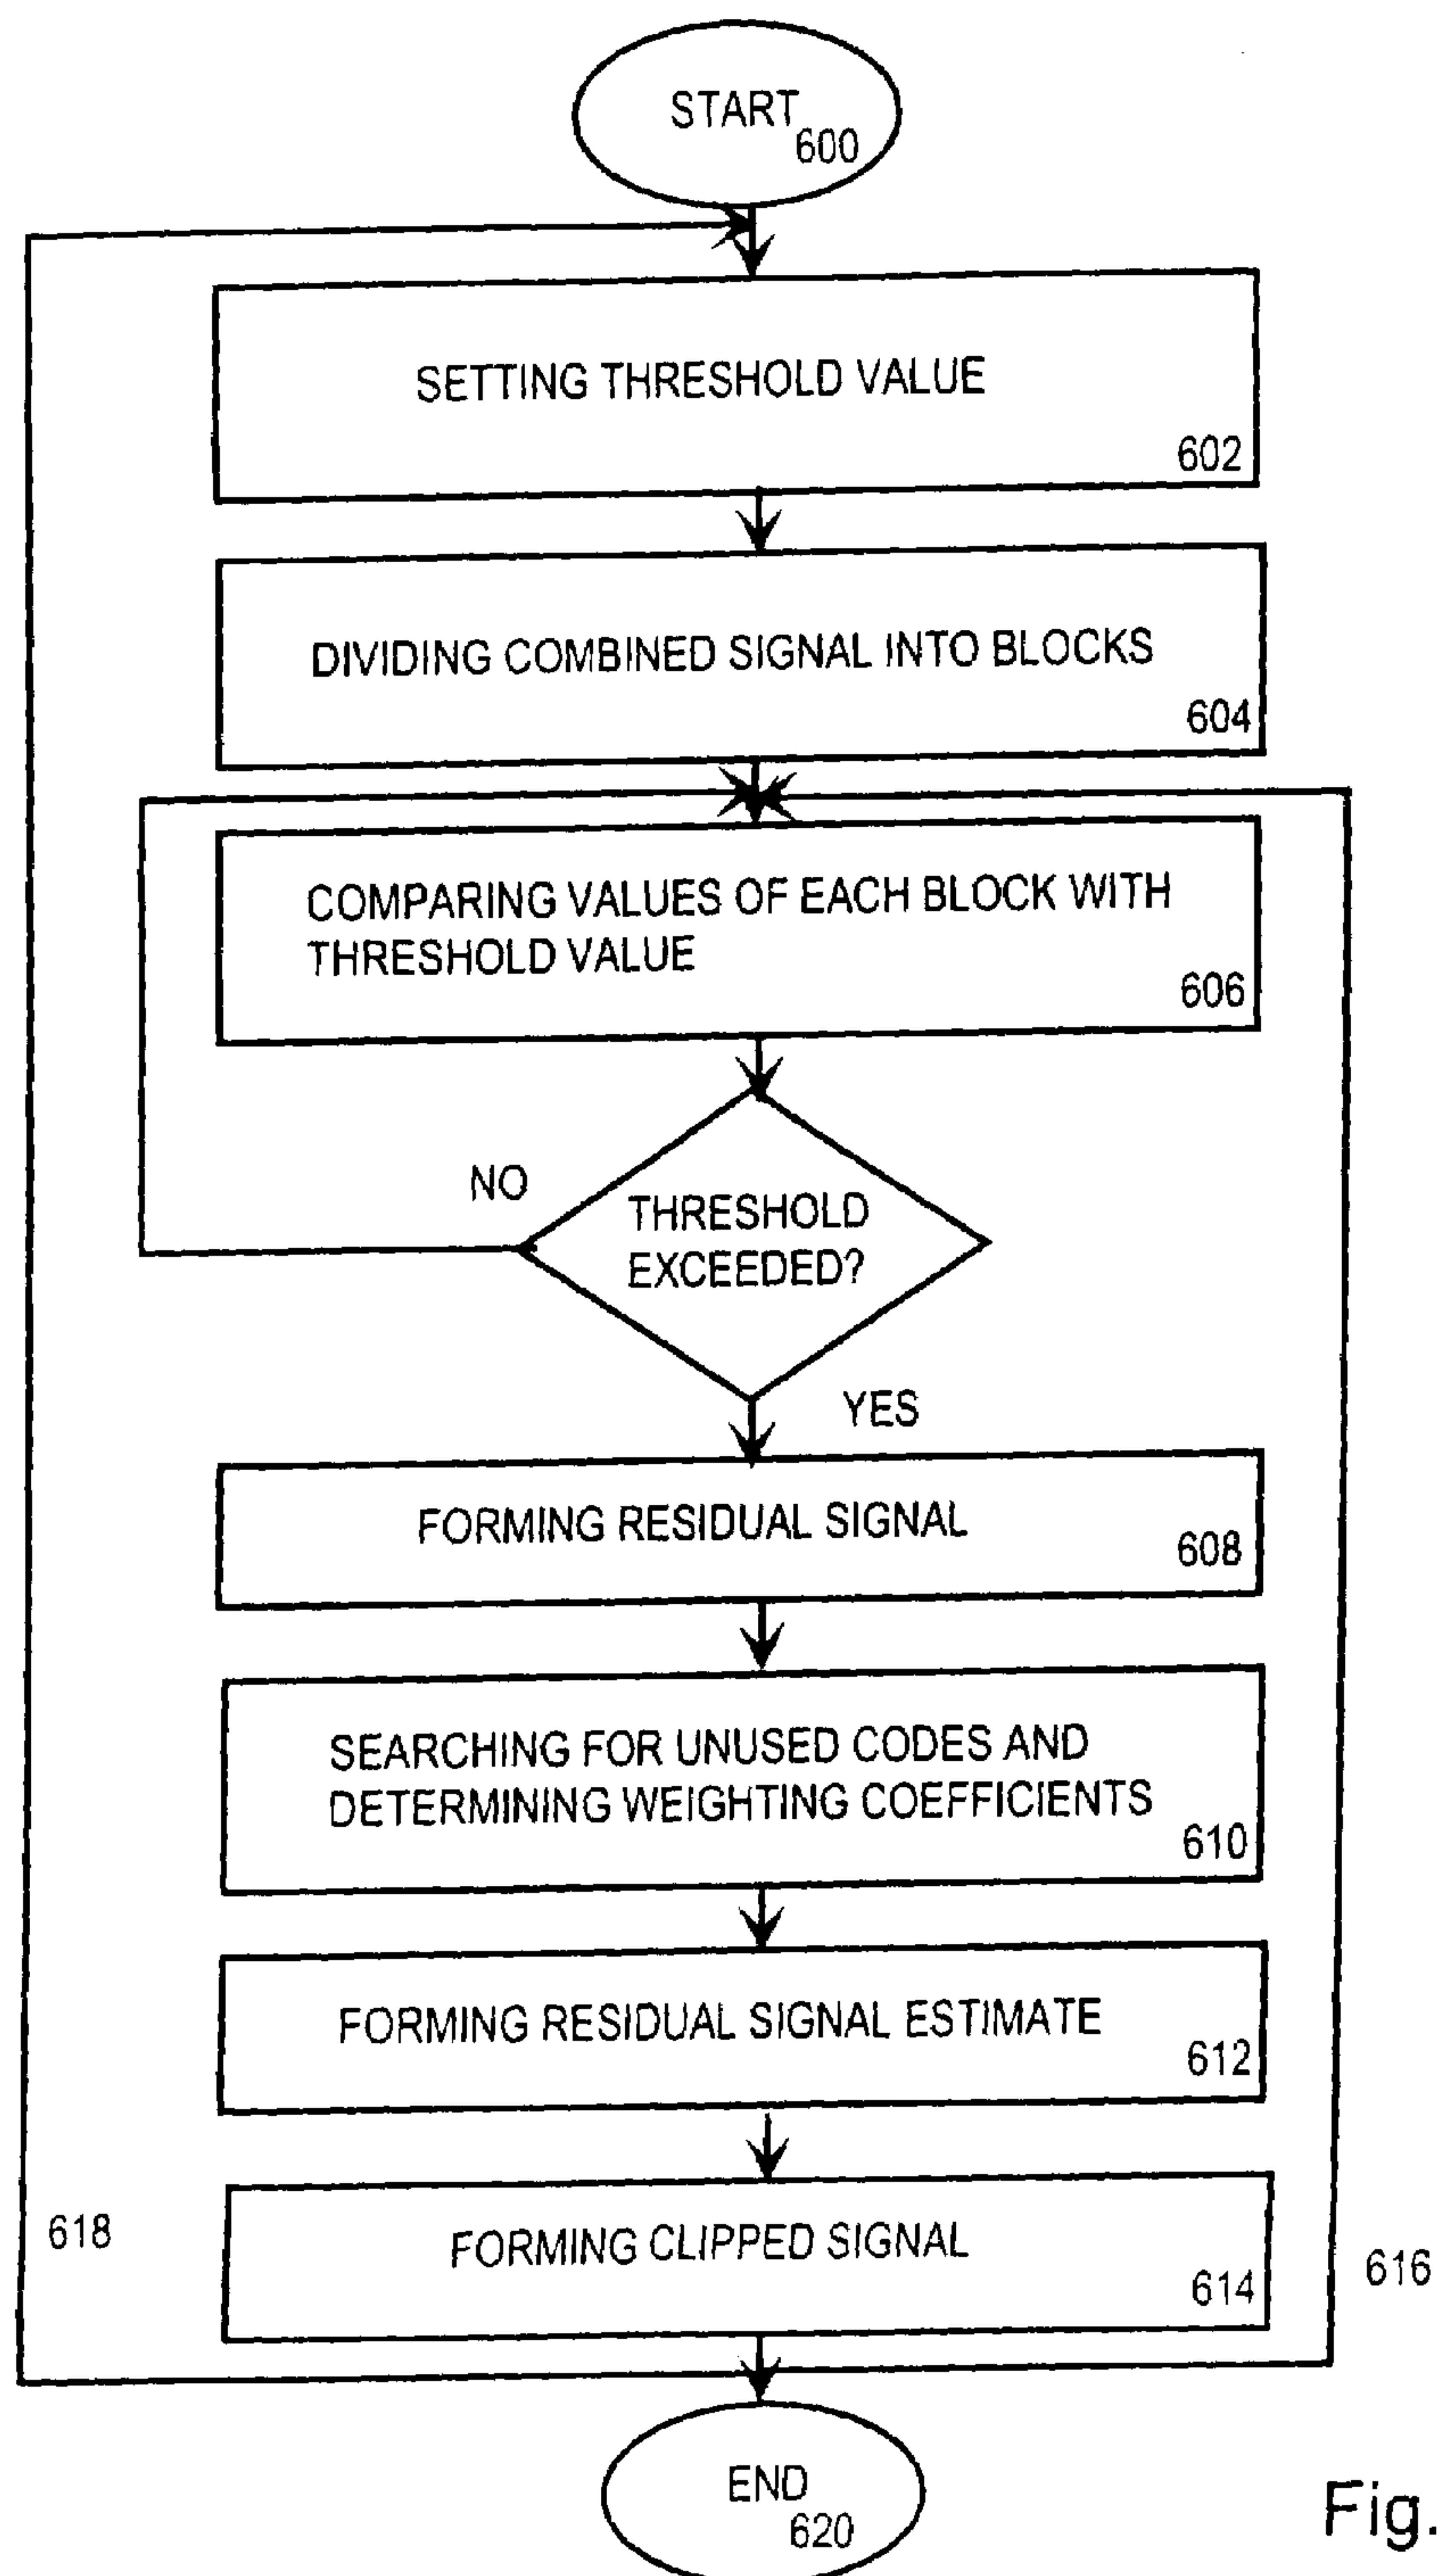 START
600
SETTING THRESHOLD VALUE
602
DIVIDING COMBINED SIGNAL INTO BLOCKS
604
COMPARING VALUES OF EACH BLOCK WITH
THRESHOLD VALUE
606
NO
THRESHOLD
EXCEEDED?
YES
FORMING RESIDUAL SIGNAL
608
SEARCHING FOR UNUSED CODES AND
DETERMINING WEIGHTING COEFFICIENTS
610
FORMING RESIDUAL SIGNAL ESTIMATE
612
618
FORMING CLIPPED SIGNAL
614
616
END
620
Fig.